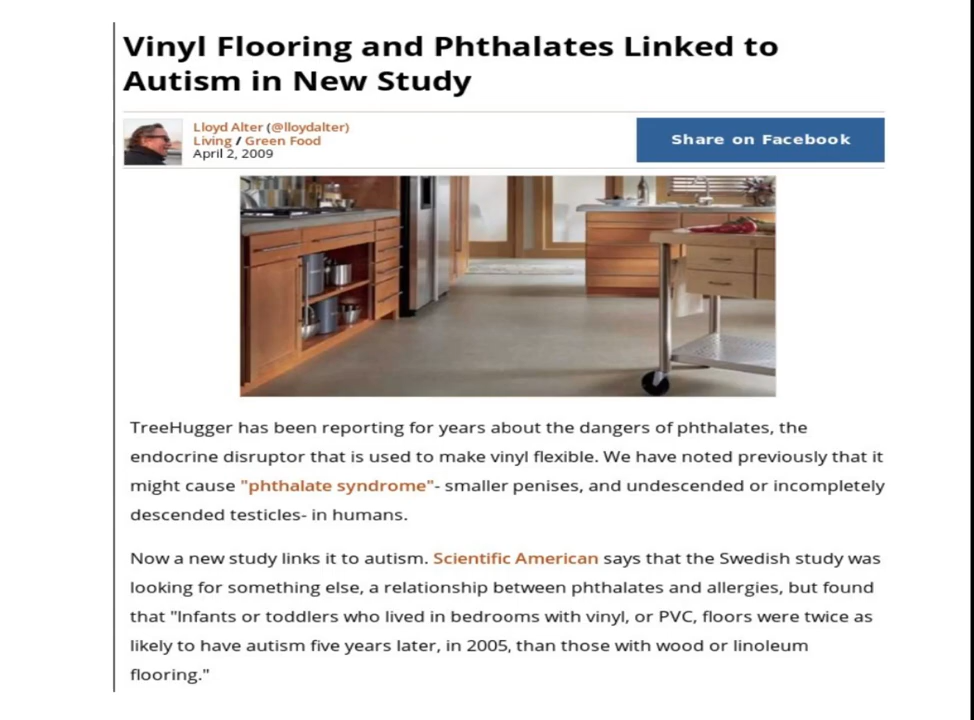 Vinyl Flooring and Phthalates Linked to
Autism in New Study
Lloyd Alter (@lloydalter)
Living / Green Food
April 2, 2009
Share on Facebook
TreeHugger has been reporting for years about the dangers of phthalates, the
endocrine disruptor that is used to make vinyl flexible. We have noted previously that it
might cause "phthalate syndrome"- smaller penises, and undescended or incompletely
descended testicles- in humans.
Now a new study links it to autism. Scientific American says that the Swedish study was
looking for something else, a relationship between phthalates and allergies, but found
that "Infants or toddlers who lived in bedrooms with vinyl, or PVC, floors were twice as
likely to have autism five years later, in 2005, than those with wood or linoleum
flooring."